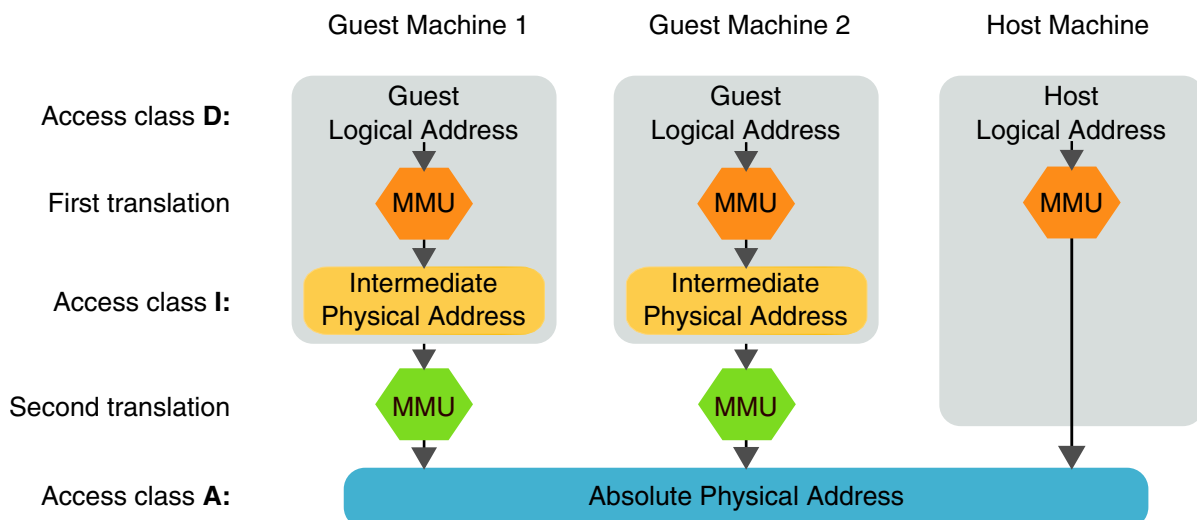 Guest Machine 1
Guest Machine 2
Host Machine
Access class D:
Guest
Logical Address
Guest
Logical Address
Host
Logical Address
First translation
MMU
MMU
MMU
Access class I:
Intermediate
Physical Address
Intermediate
Physical Address
Second translation
MMU
MMU
Access class A:
Absolute Physical Address